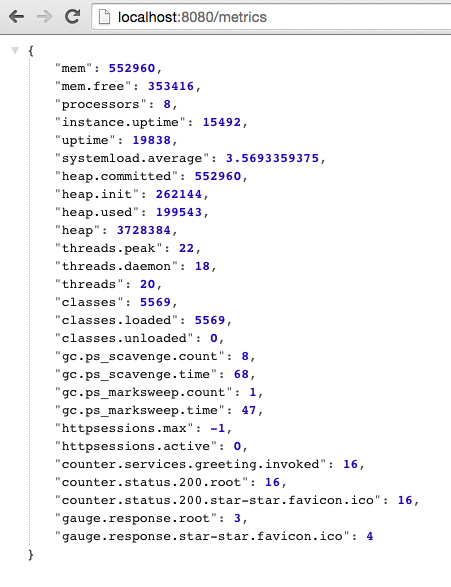 localhost:8080/metrics
{
"mem": 552960,
"mem.free": 353416,
"processors": 8,
"instance.uptime": 15492,
"uptime": 19838,
"systemload.average": 3.5693359375,
"heap.committed": 552960,
"heap.init": 262144,
"heap.used": 199543,
"heap": 3728384,
"threads.peak": 22,
"threads.daemon": 18,
"threads": 20,
"classes": 5569,
"classes.loaded": 5569,
"classes.unloaded": 0,
"gc.ps_scavenge.count": 8,
"gc.ps_scavenge.time": 68,
"gc.ps_marksweep.count": 1,
"gc.ps_marksweep.time": 47,
"httpsessions.max": -1,
"httpsessions.active": 0,
"counter.services.greeting.invoked": 16,
"counter.status.200.root": 16,
"counter.status.200.star-star.favicon.ico": 16,
"gauge.response.root": 3,
"gauge.response.star-star.favicon.ico": 4
}